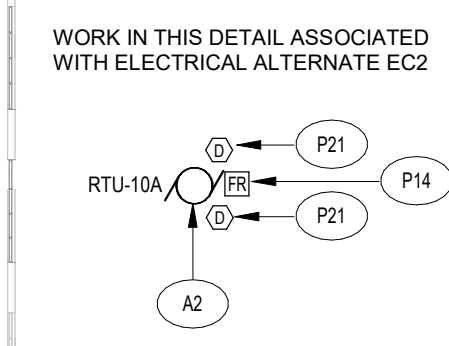 WORK IN THIS DETAIL ASSOCIATED
WITH ELECTRICAL ALTERNATE EC2
D
P21
RTU-10A
FR
P14
D
P21
A2